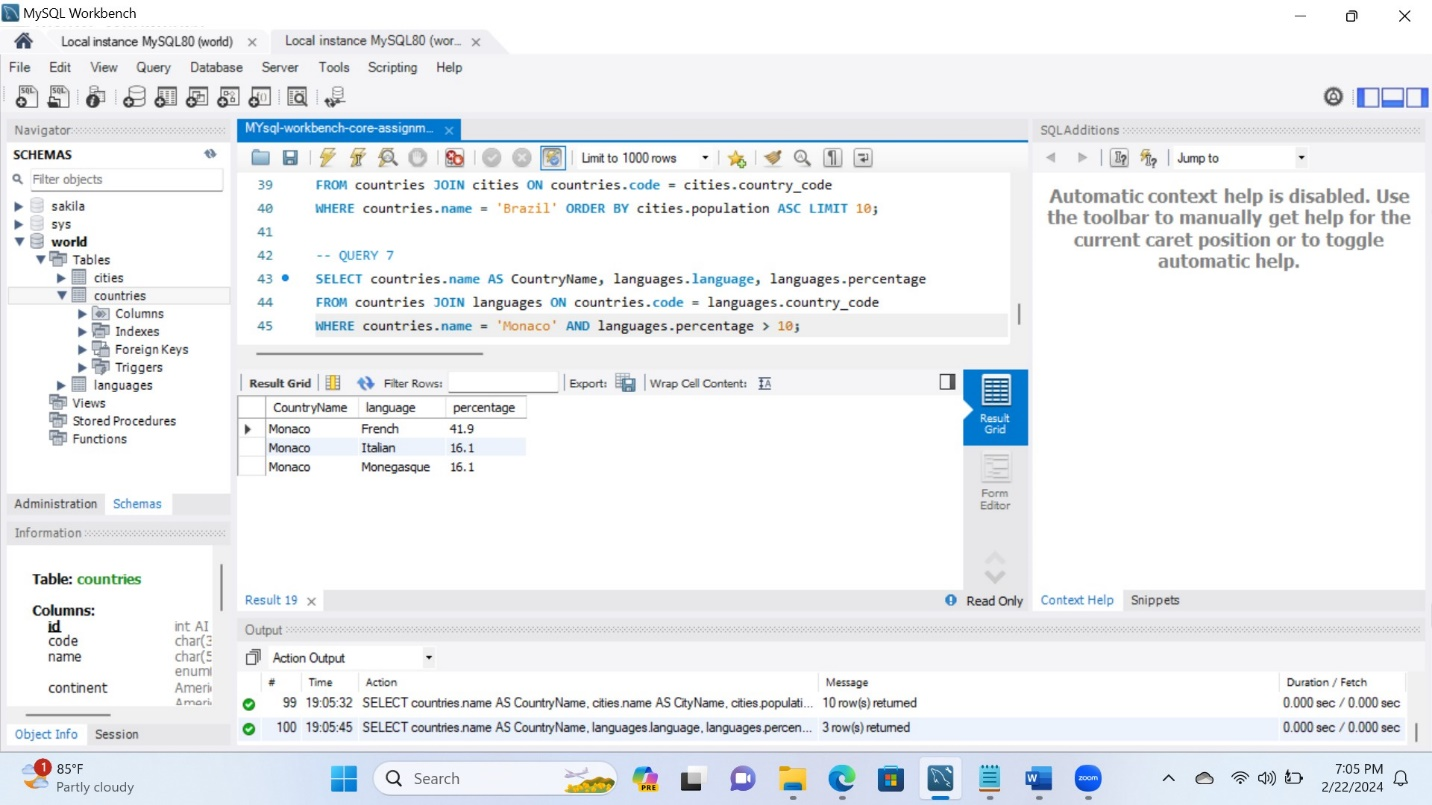 MySQL Workbench
Local instance MySQL80 (world)
Local instance MySQL80 (wor...
File Edit View Query Database Server Tools Scripting Help
Navigator
SCHEMAS
Filter objects
sakila
sys
world
Tables
cities
countries
Columns
Indexes
Foreign Keys
Triggers
languages
Views
Stored Procedures
Functions
Administration Schemas
Information
Table: countries
Columns:
id int AI
code char(3
name char(5
enum(
continent Ameri
Ameri
Object Info Session
MYsql-workbench-core-assignm...
Limit to 1000 rows
39 FROM countries JOIN cities ON countries.code = cities.country_code
40 WHERE countries.name = 'Brazil' ORDER BY cities.population ASC LIMIT 10;
41
42 -- QUERY 7
43 SELECT countries.name AS CountryName, languages.language, languages.percentage
44 FROM countries JOIN languages ON countries.code = languages.country_code
45 WHERE countries.name = 'Monaco' AND languages.percentage > 10;
Result Grid Filter Rows: Export: Wrap Cell Content:
CountryName language percentage
Monaco French 41.9
Monaco Italian 16.1
Monaco Monegasque 16.1
Result
Grid
Form
Editor
Result 19
Read Only
SQLAdditions
Jump to
Automatic context help is disabled. Use
the toolbar to manually get help for the
current caret position or to toggle
automatic help.
Context Help Snippets
Output
Action Output
# Time Action Message Duration / Fetch
99 19:05:32 SELECT countries.name AS CountryName, cities.name AS CityName, cities.populati... 10 row(s) returned 0.000 sec / 0.000 sec
100 19:05:45 SELECT countries.name AS CountryName, languages.language, languages.percen... 3 row(s) returned 0.000 sec / 0.000 sec
1
85°F
Partly cloudy
Search
PRE
zoom
7:05 PM
2/22/2024